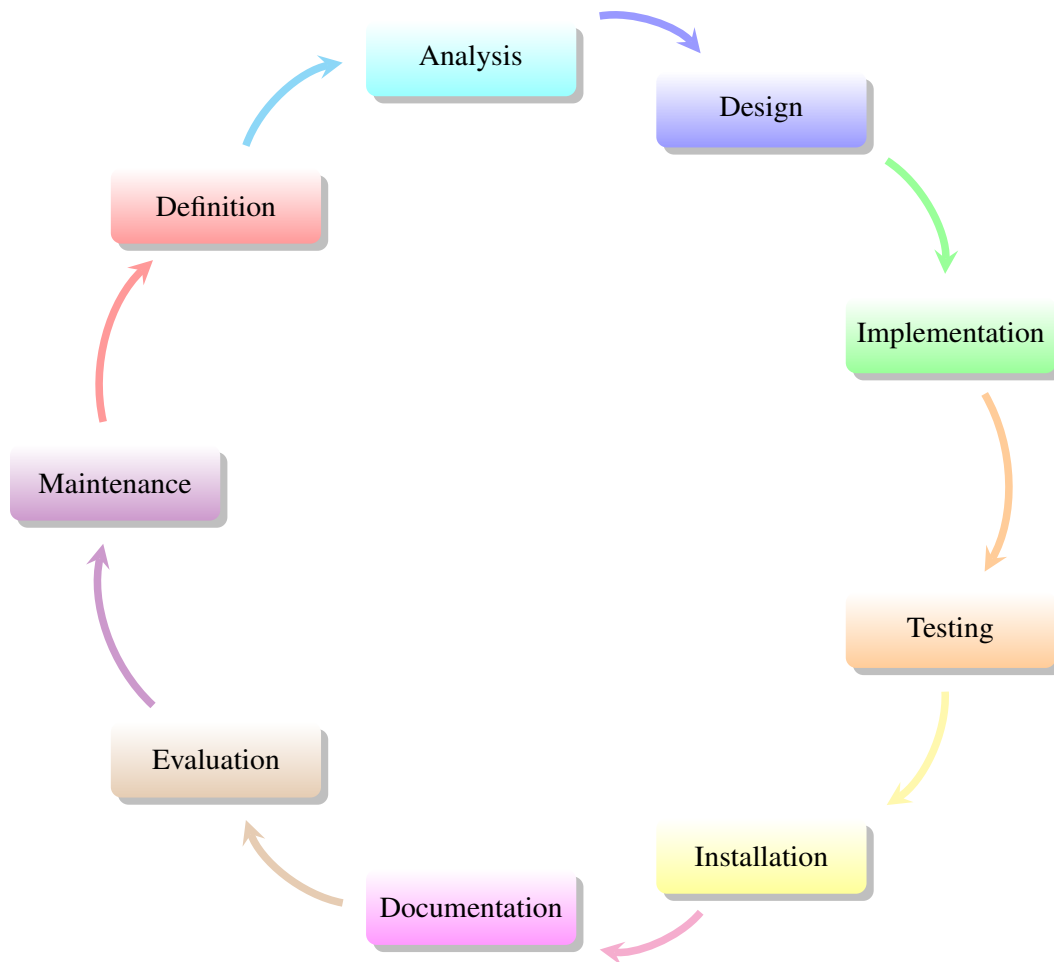 Analysis
Design
Definition
Implementation
Maintenance
Testing
Evaluation
Installation
Documentation